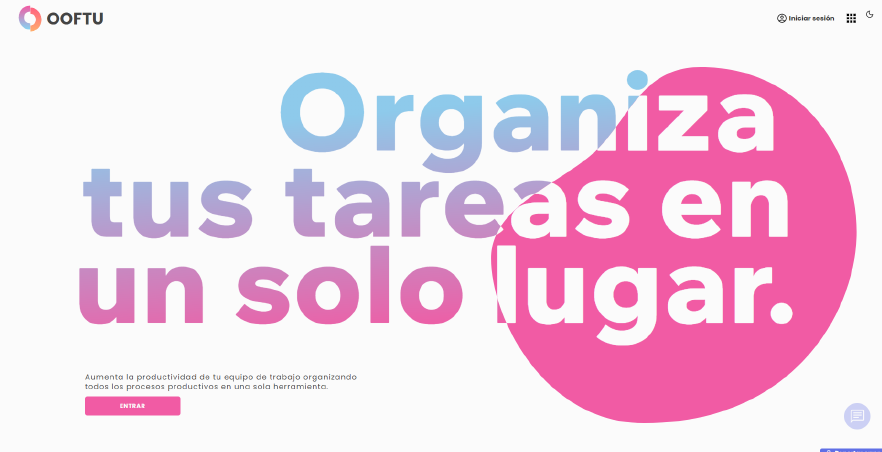 OOFTU
Iniciar sesión
Organiza
tus tareas en
un solo lugar.
Aumenta la productividad de tu equipo de trabajo organizando
todos los procesos productivos en una sola herramienta.
ENTRAR